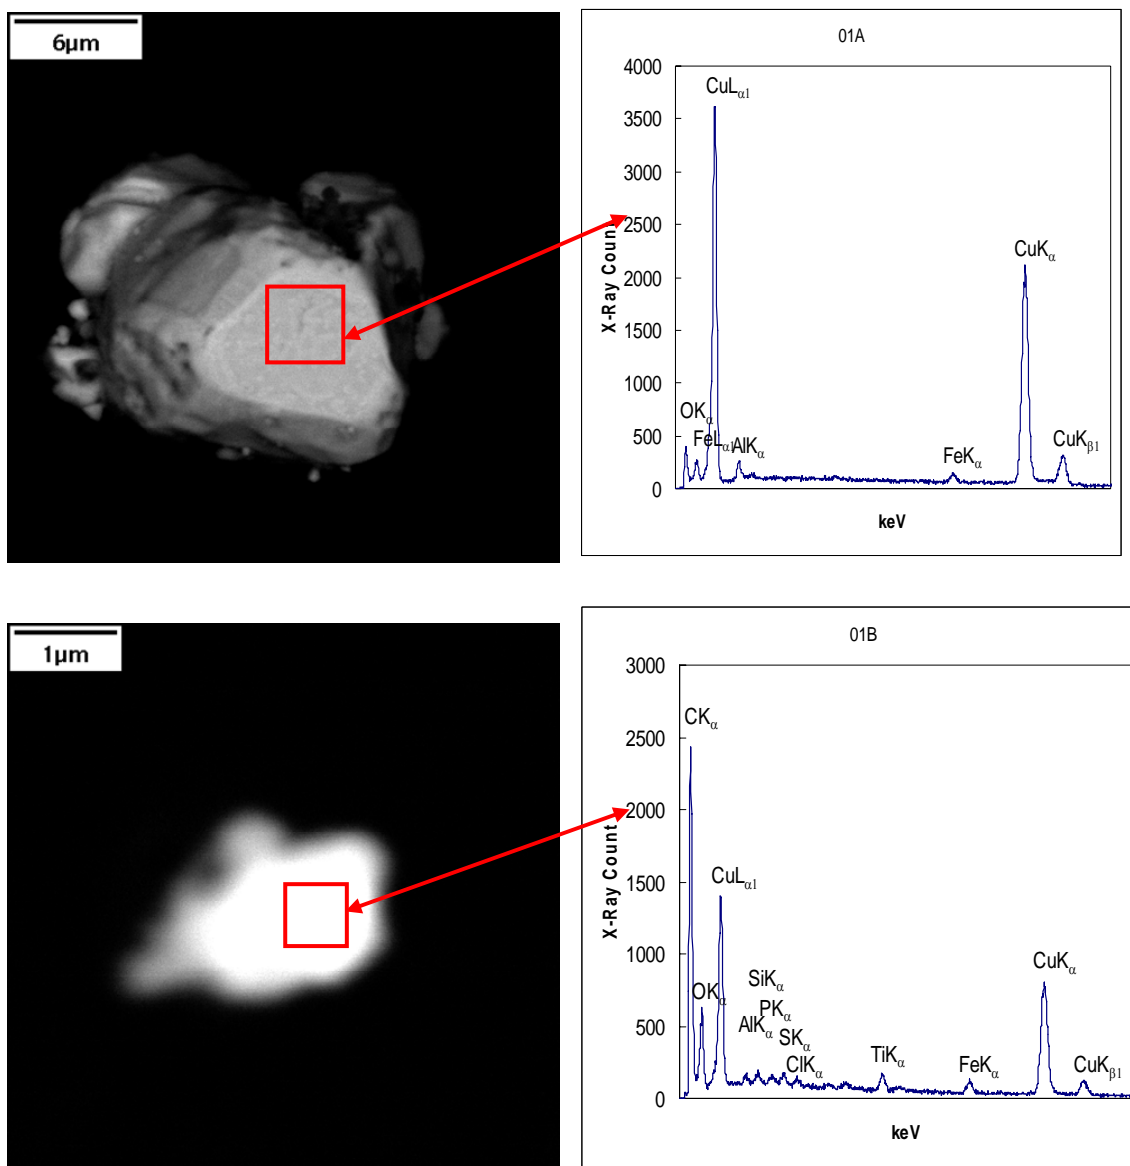 6µm
01A
4000
3500
3000
2500
2000
1500
1000
500
0
X-Ray Count
CuLα1
OKα
FeLα1
AlKα
FeKα
CuKα
CuKβ1
keV
1µm
01B
3000
2500
2000
1500
1000
500
0
X-Ray Count
CKα
OKα
CuLα1
AlKα
SiKα
PKα
SKα
ClKα
TiKα
FeKα
CuKα
CuKβ1
keV